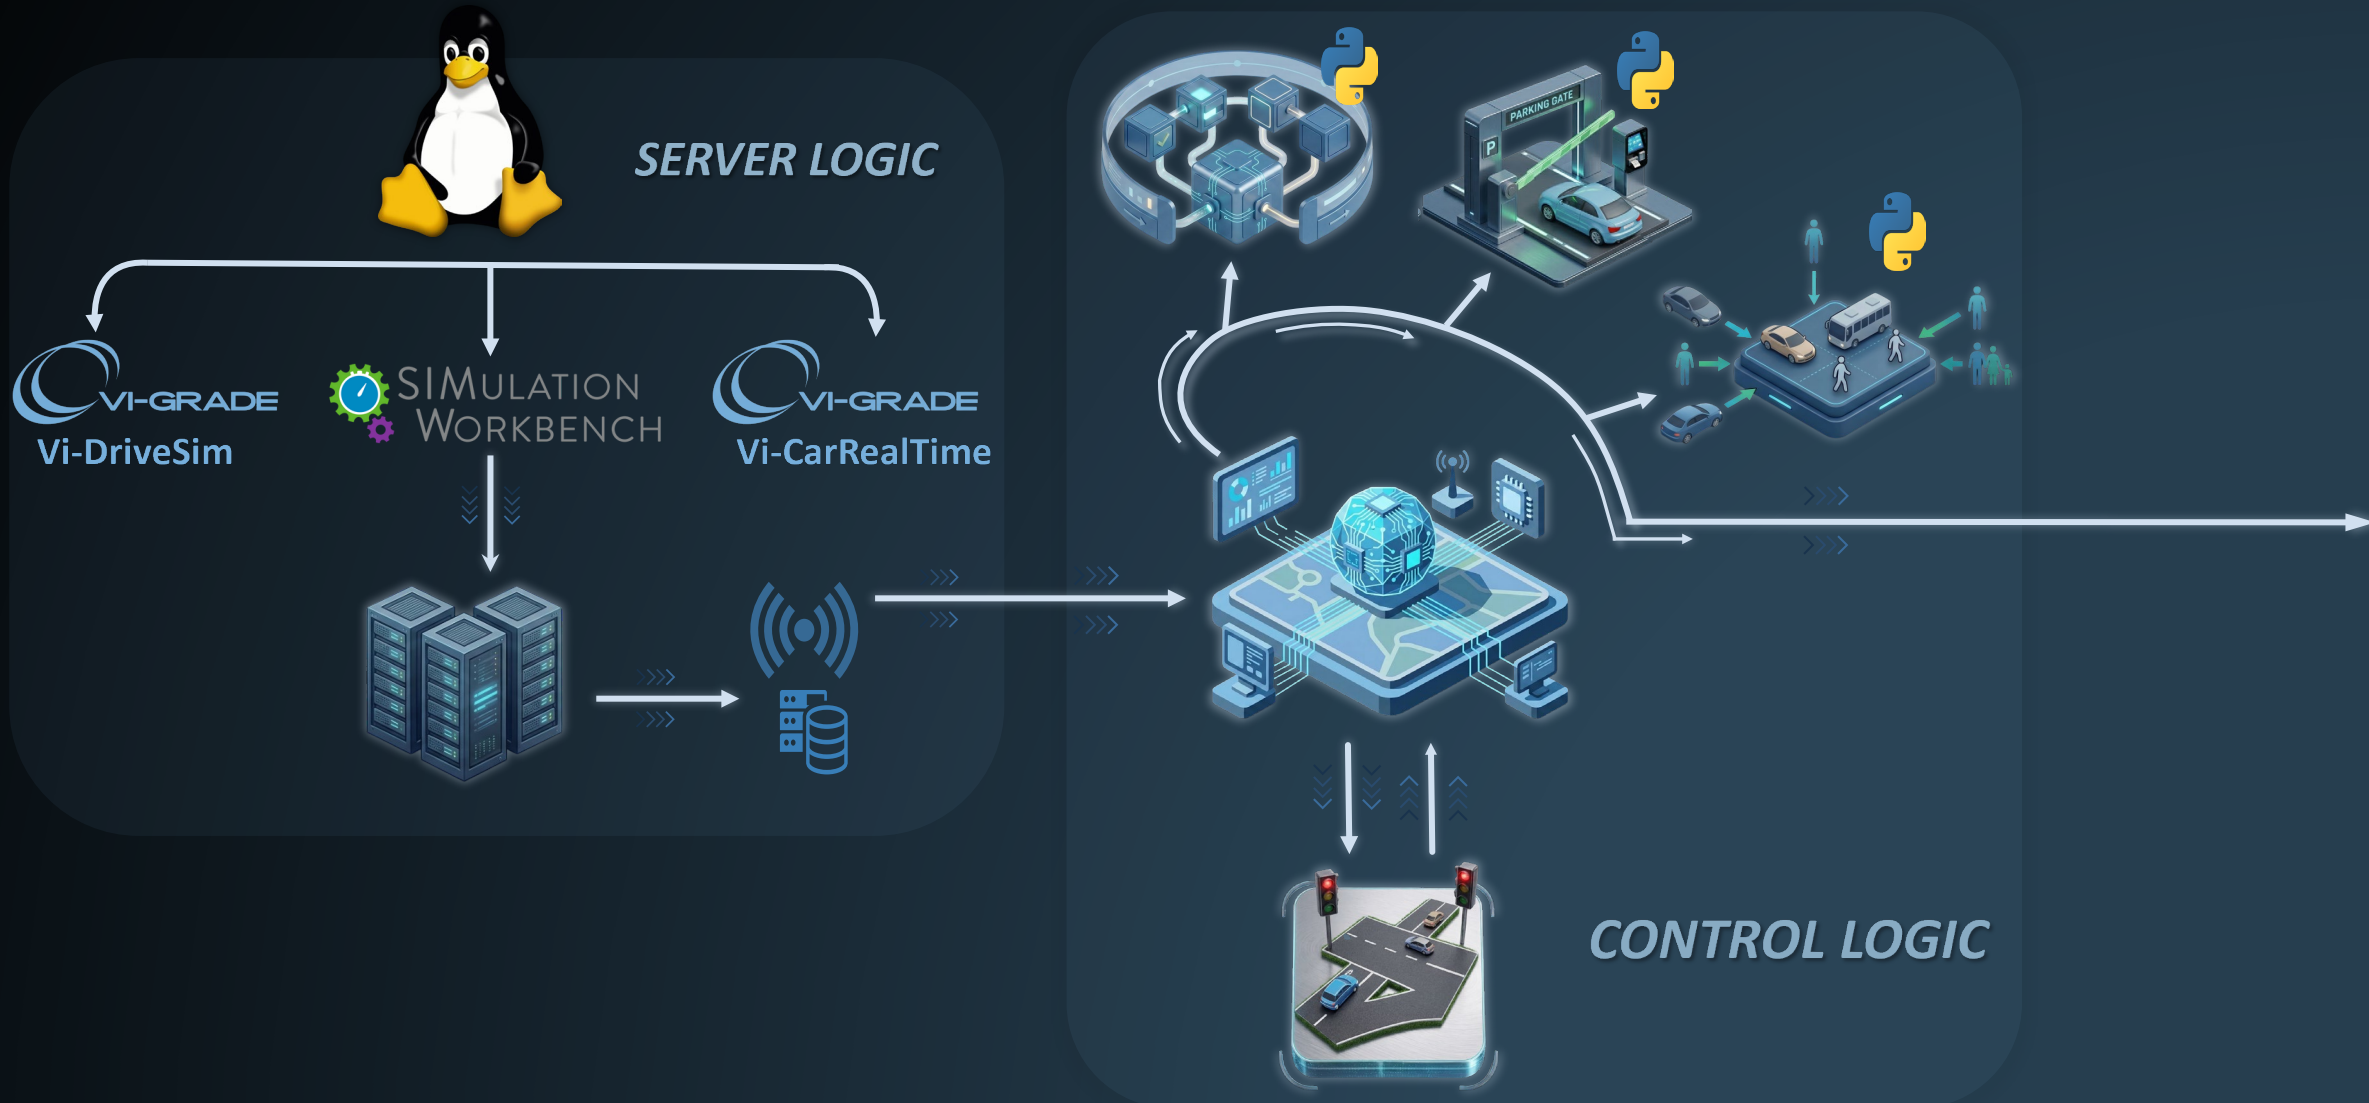 SERVER LOGIC
VI-GRADE
Vi-DriveSim
SIMULATION
WORKBENCH
VI-GRADE
Vi-CarRealTime
PARKING GATE
P
CONTROL LOGIC